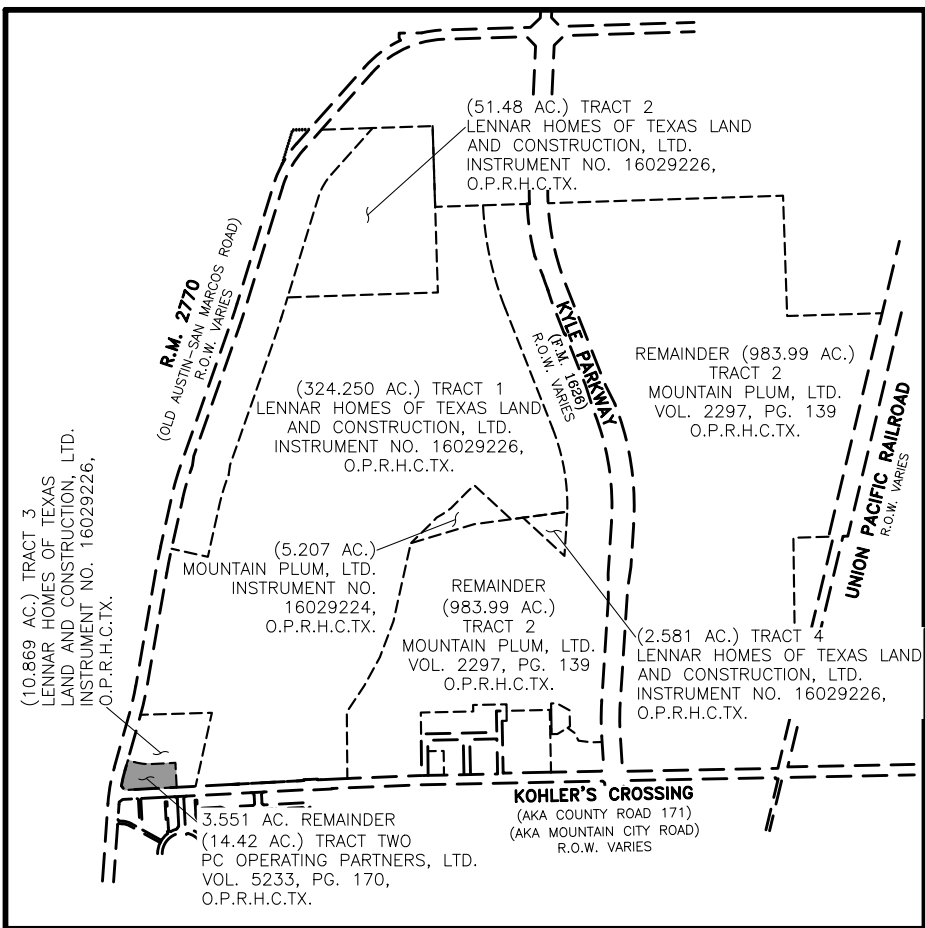 (51.48 AC.) TRACT 2
LENNAR HOMES OF TEXAS LAND
AND CONSTRUCTION, LTD.
INSTRUMENT NO. 16029226,
O.P.R.H.C.TX.
R.M. 2770
(OLD AUSTIN-SAN MARCOS ROAD)
R.O.W. VARIES
KYLE PARKWAY
(F.M. 1626)
R.O.W. VARIES
REMAINDER (983.99 AC.)
TRACT 2
MOUNTAIN PLUM, LTD.
VOL. 2297, PG. 139
O.P.R.H.C.TX.
(324.250 AC.) TRACT 1
LENNAR HOMES OF TEXAS LAND
AND CONSTRUCTION, LTD.
INSTRUMENT NO. 16029226,
O.P.R.H.C.TX.
UNION PACIFIC RAILROAD
R.O.W. VARIES
(10.869 AC.) TRACT 3
LENNAR HOMES OF TEXAS
LAND AND CONSTRUCTION, LTD.
INSTRUMENT NO. 16029226,
O.P.R.H.C.TX.
(5.207 AC.)
MOUNTAIN PLUM, LTD.
INSTRUMENT NO.
16029224,
O.P.R.H.C.TX.
REMAINDER
(983.99 AC.)
TRACT 2
MOUNTAIN PLUM, LTD.
VOL. 2297, PG. 139
O.P.R.H.C.TX.
(2.581 AC.) TRACT 4
LENNAR HOMES OF TEXAS LAND
AND CONSTRUCTION, LTD.
INSTRUMENT NO. 16029226,
O.P.R.H.C.TX.
KOHLER'S CROSSING
(AKA COUNTY ROAD 171)
(AKA MOUNTAIN CITY ROAD)
R.O.W. VARIES
3.551 AC. REMAINDER
(14.42 AC.) TRACT TWO
PC OPERATING PARTNERS, LTD.
VOL. 5233, PG. 170,
O.P.R.H.C.TX.